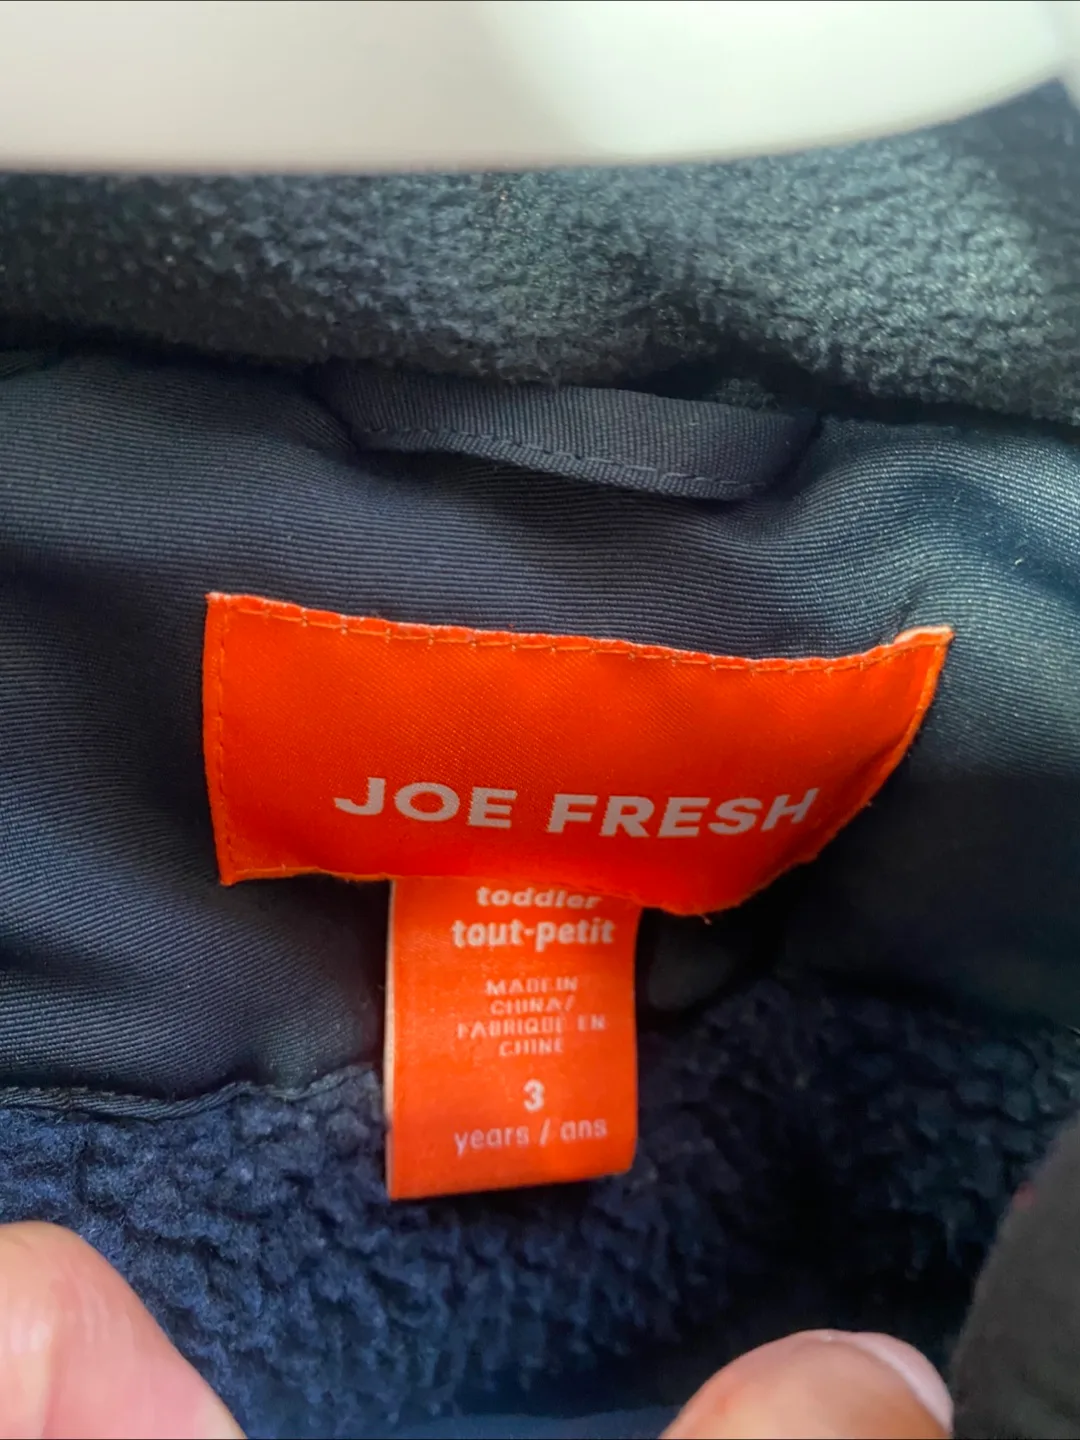 JOE FRESH
toddler
tout-petit
MADE IN
CHINA/
FABRIQUÉ EN
CHINE
3
years / ans